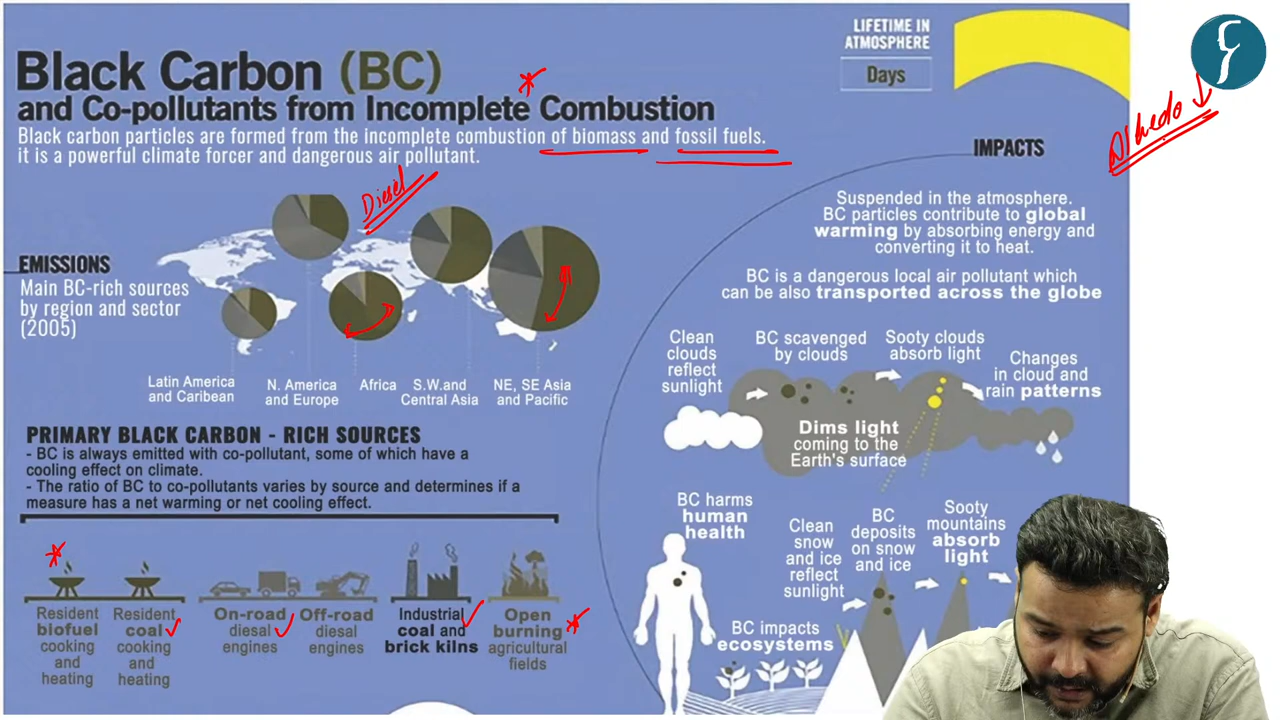 Black Carbon (BC)
and Co-pollutants from Incomplete Combustion
Black carbon particles are formed from the incomplete combustion of biomass and fossil fuels.
it is a powerful climate forcer and dangerous air pollutant.
LIFETIME IN
ATMOSPHERE
Days
Albedo ↓
Diesel
EMISSIONS
Main BC-rich sources
by region and sector
(2005)
Latin America
and Caribean
N. America
and Europe
Africa
S.W.and
Central Asia
NE, SE Asia
and Pacific
PRIMARY BLACK CARBON - RICH SOURCES
- BC is always emitted with co-pollutant, some of which have a
cooling effect on climate.
- The ratio of BC to co-pollutants varies by source and determines if a
measure has a net warming or net cooling effect.
Resident
biofuel
cooking
and
heating
Resident
coal
cooking
and
heating
On-road
diesal
engines
Off-road
diesal
engines
Industrial
coal and
brick kilns
Open
burning
agricultural
fields
IMPACTS
Suspended in the atmosphere.
BC particles contribute to global
warming by absorbing energy and
converting it to heat.
BC is a dangerous local air pollutant which
can be also transported across the globe
Clean
clouds
reflect
sunlight
BC scavenged
by clouds
Sooty clouds
absorb light
Changes
in cloud and
rain patterns
Dims light
coming to the
Earth's surface
BC harms
human
health
Clean
snow
and ice
reflect
sunlight
BC
deposits
on snow
and ice
Sooty
mountains
absorb
light
BC impacts
ecosystems